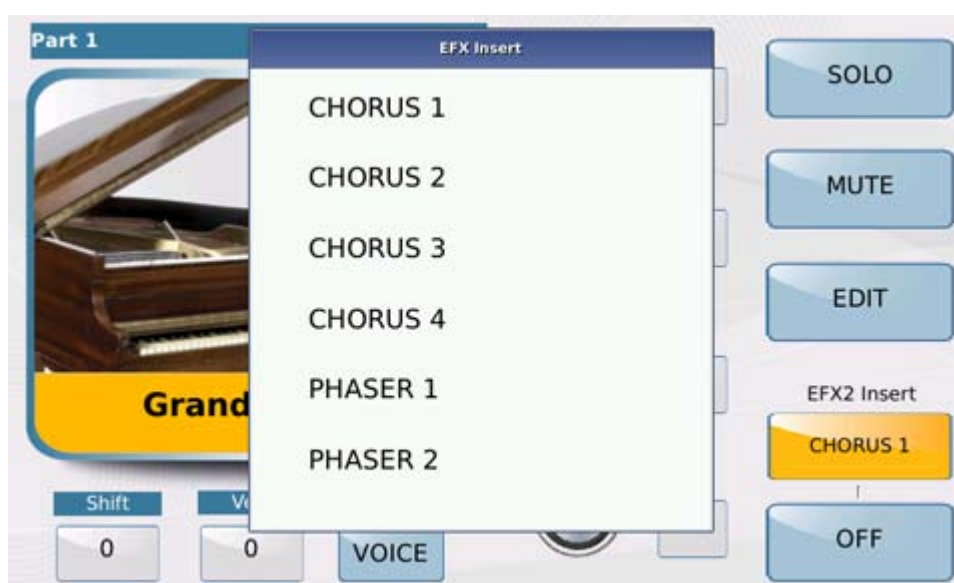 Part 1
EFX Insert
CHORUS 1
CHORUS 2
CHORUS 3
CHORUS 4
PHASER 1
PHASER 2
SOLO
MUTE
EDIT
EFX2 Insert
CHORUS 1
OFF
Grand
Shift
0
0
VOICE